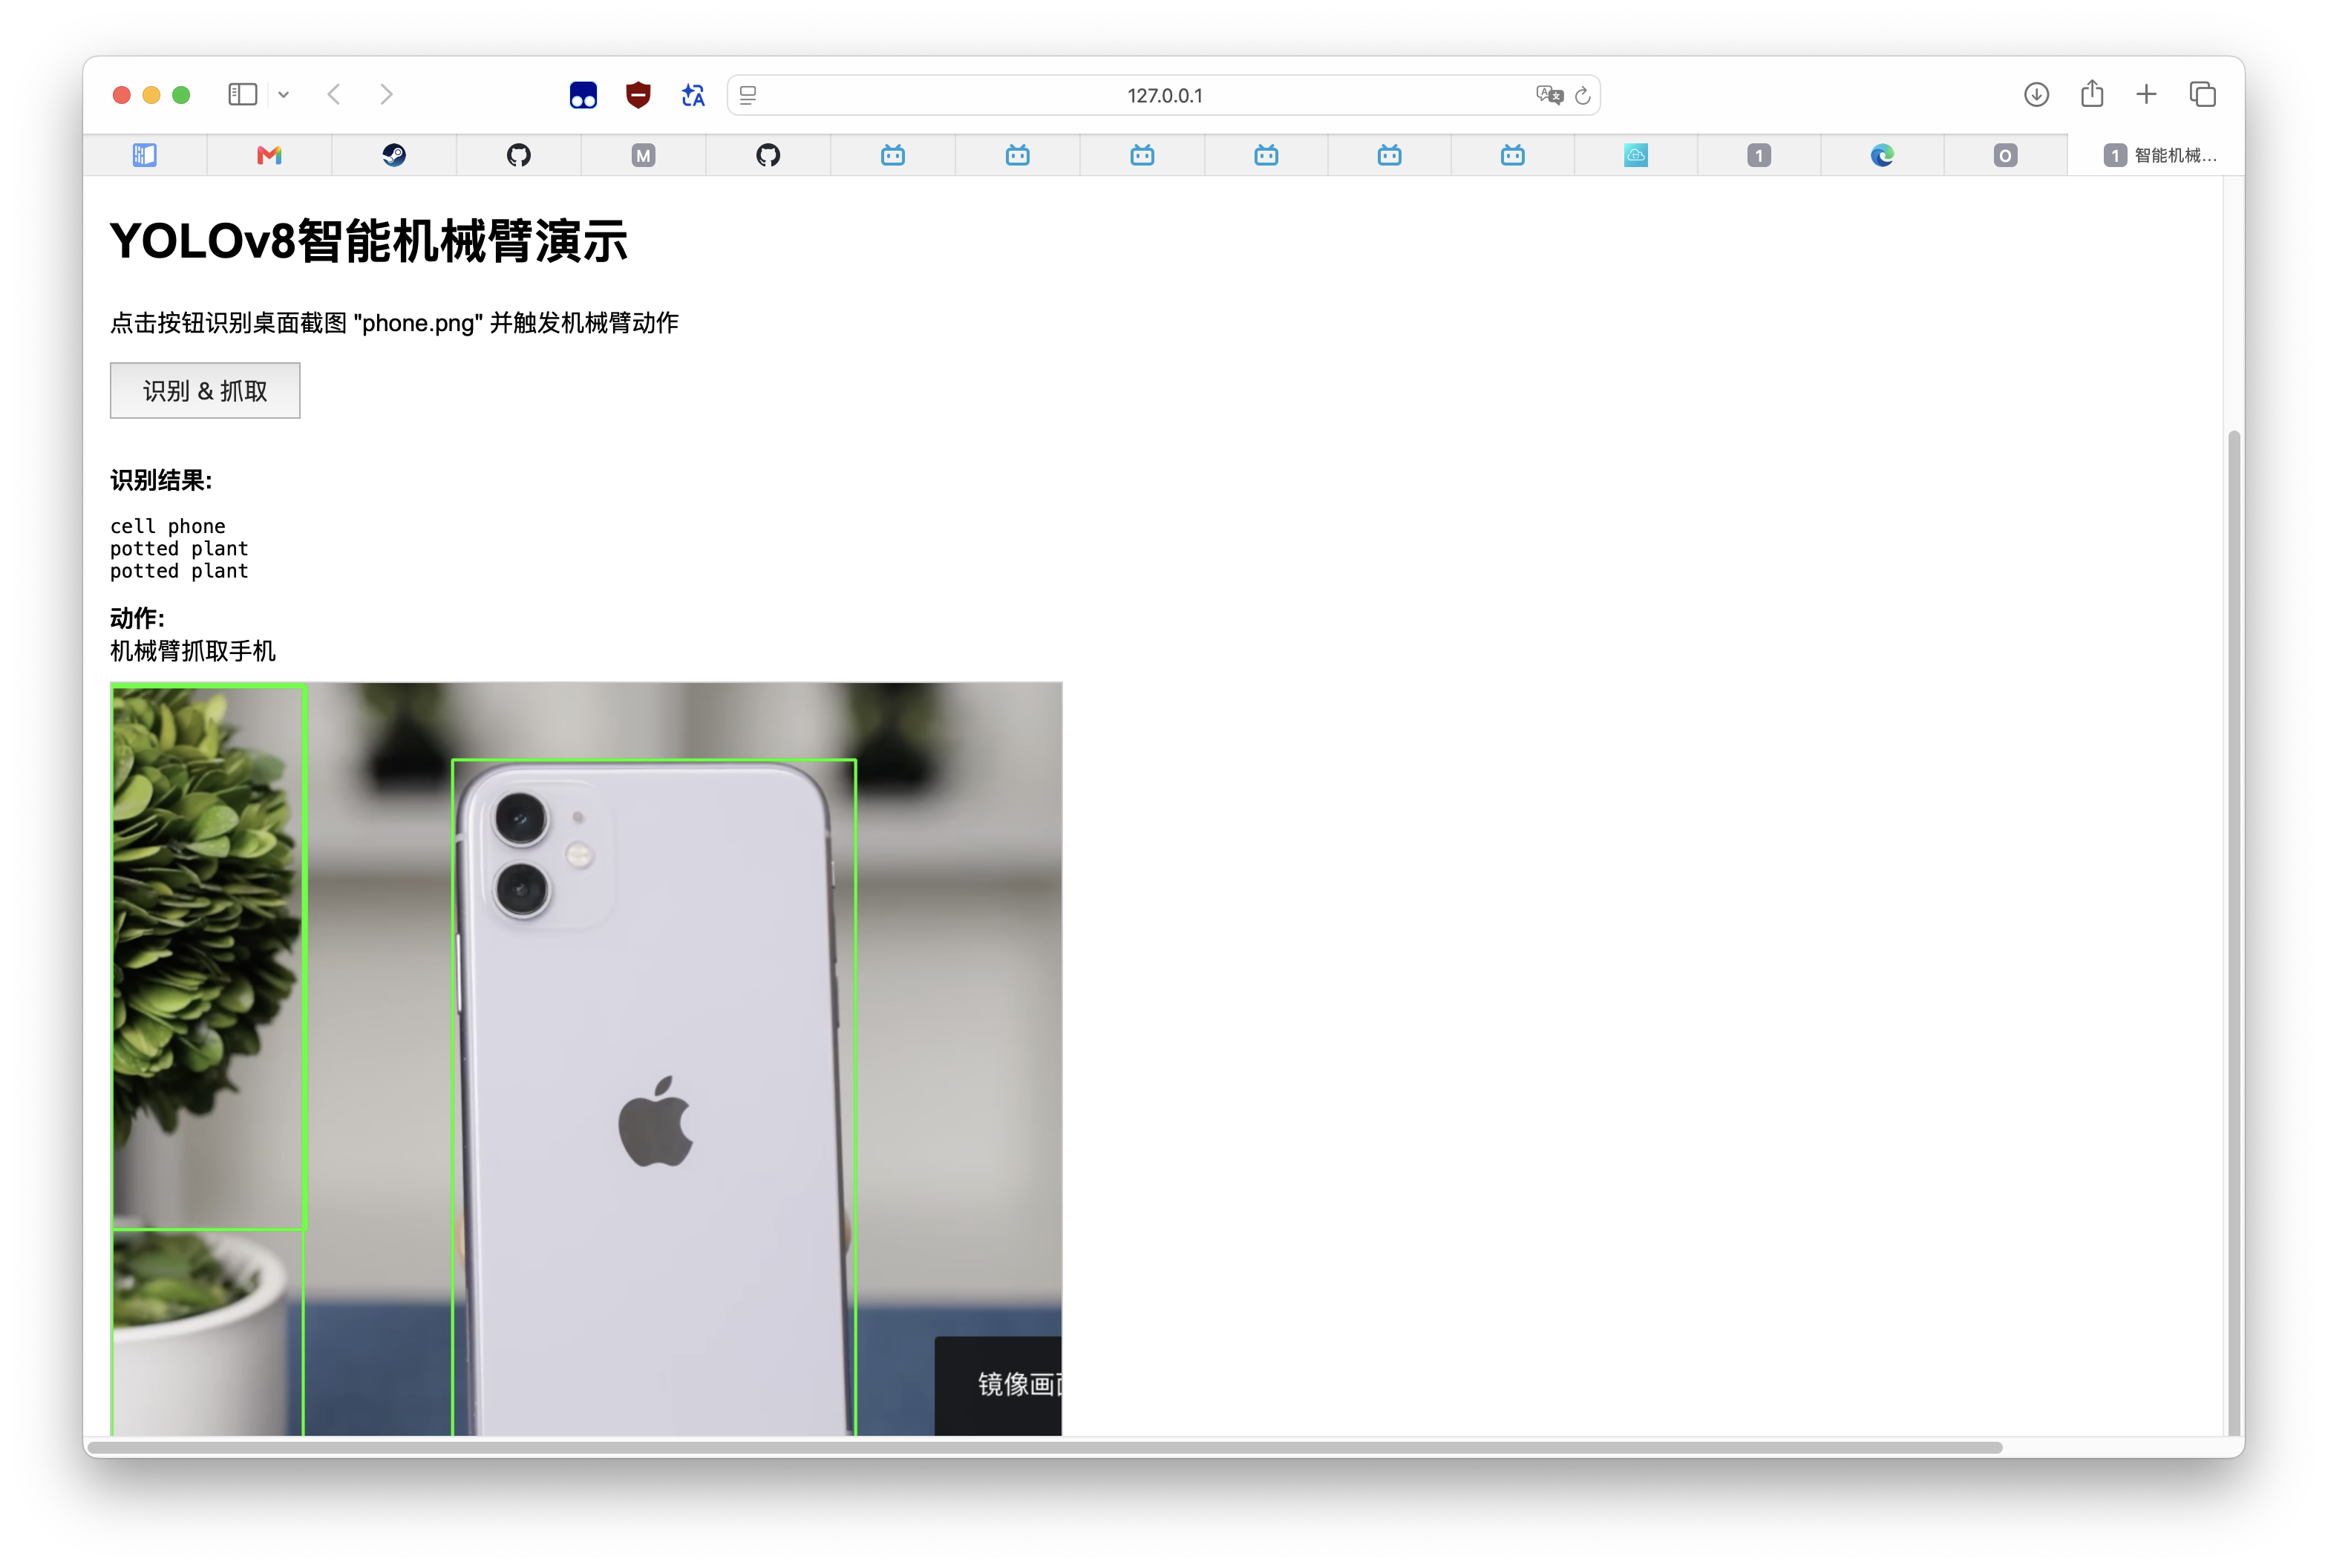 127.0.0.1
M
1
O
1 智能机械…
YOLOv8智能机械臂演示
点击按钮识别桌面截图 "phone.png" 并触发机械臂动作
识别 & 抓取
识别结果:
cell phone
potted plant
potted plant
动作:
机械臂抓取手机
镜像画